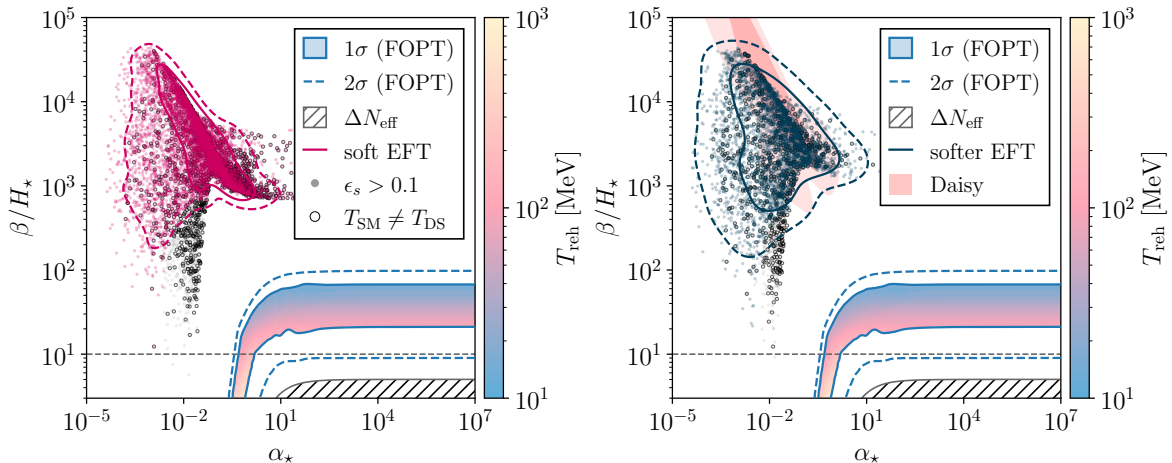 10^5
10^4
10^3
10^2
10^1
β/H⋆
10^−5
10^−2
10^1
10^4
10^7
α⋆
1σ (FOPT)
2σ (FOPT)
ΔN_eff
soft EFT
ϵ_s > 0.1
T_SM ≠ T_DS
10^3
10^2
10^1
T_reh [MeV]
10^5
10^4
10^3
10^2
10^1
β/H⋆
10^−5
10^−2
10^1
10^4
10^7
α⋆
1σ (FOPT)
2σ (FOPT)
ΔN_eff
softer EFT
Daisy
10^3
10^2
10^1
T_reh [MeV]